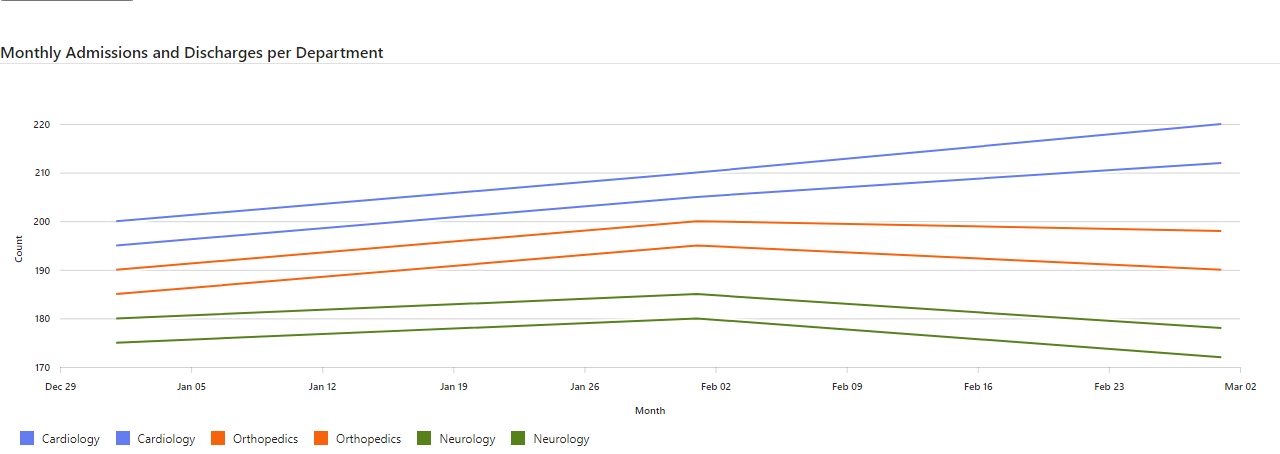 Monthly Admissions and Discharges per Department
220
210
200
190
180
170
Count
Dec 29 Jan 05 Jan 12 Jan 19 Jan 26 Feb 02 Feb 09 Feb 16 Feb 23 Mar 02
Month
Cardiology Cardiology Orthopedics Orthopedics Neurology Neurology